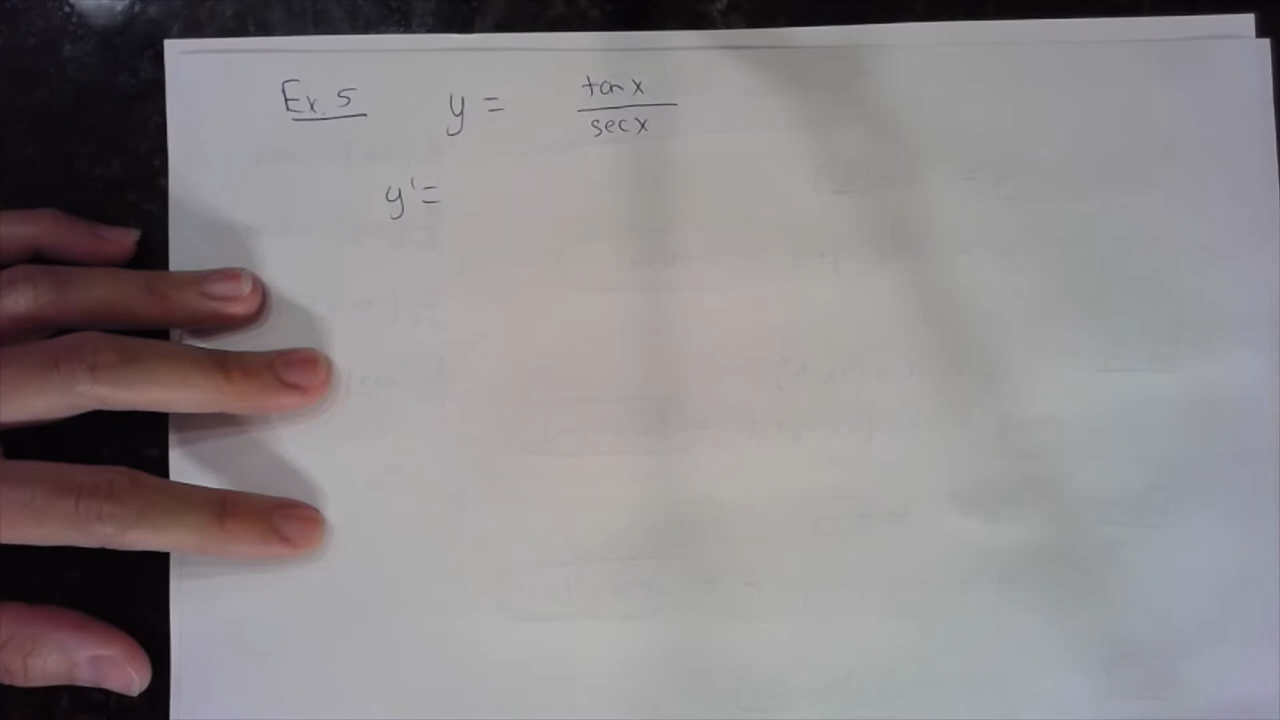 Ex. 5 y = tan x / sec x
y' =